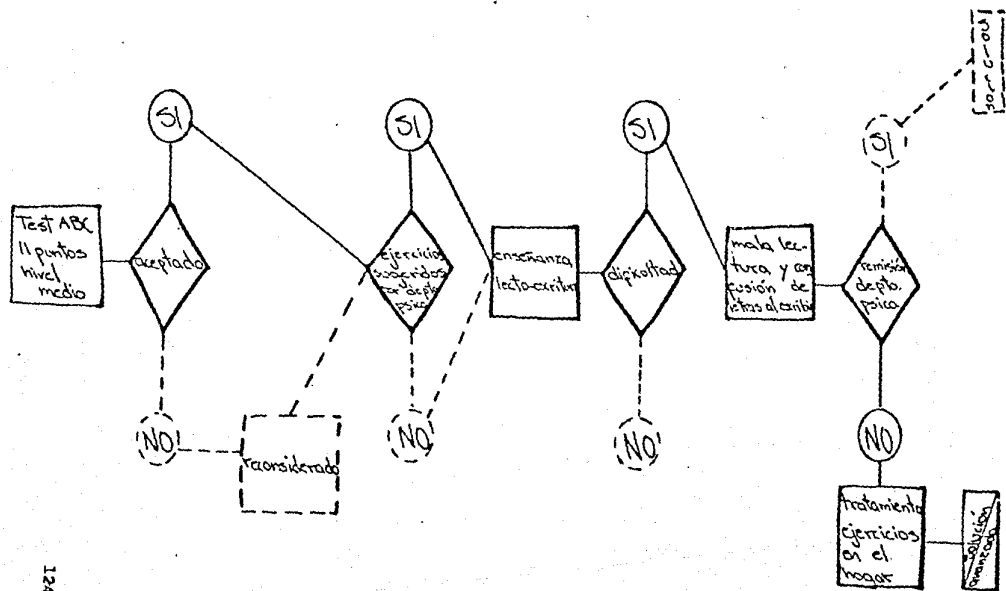 SI
SI
SI
SI
Test ABC
11 puntos
nivel
medio
aceptado
ejercicios
sugeridos
por depto.
psica
enseñanza
lecto-escritura
dificultad
mala lec-
tura y con
fusión de
letras al escribir
remisión
depto.
psica.
NO
reconsiderado
NO
NO
NO
tratamiento
ejercicios
en el
hogar
solución
avanzada
124